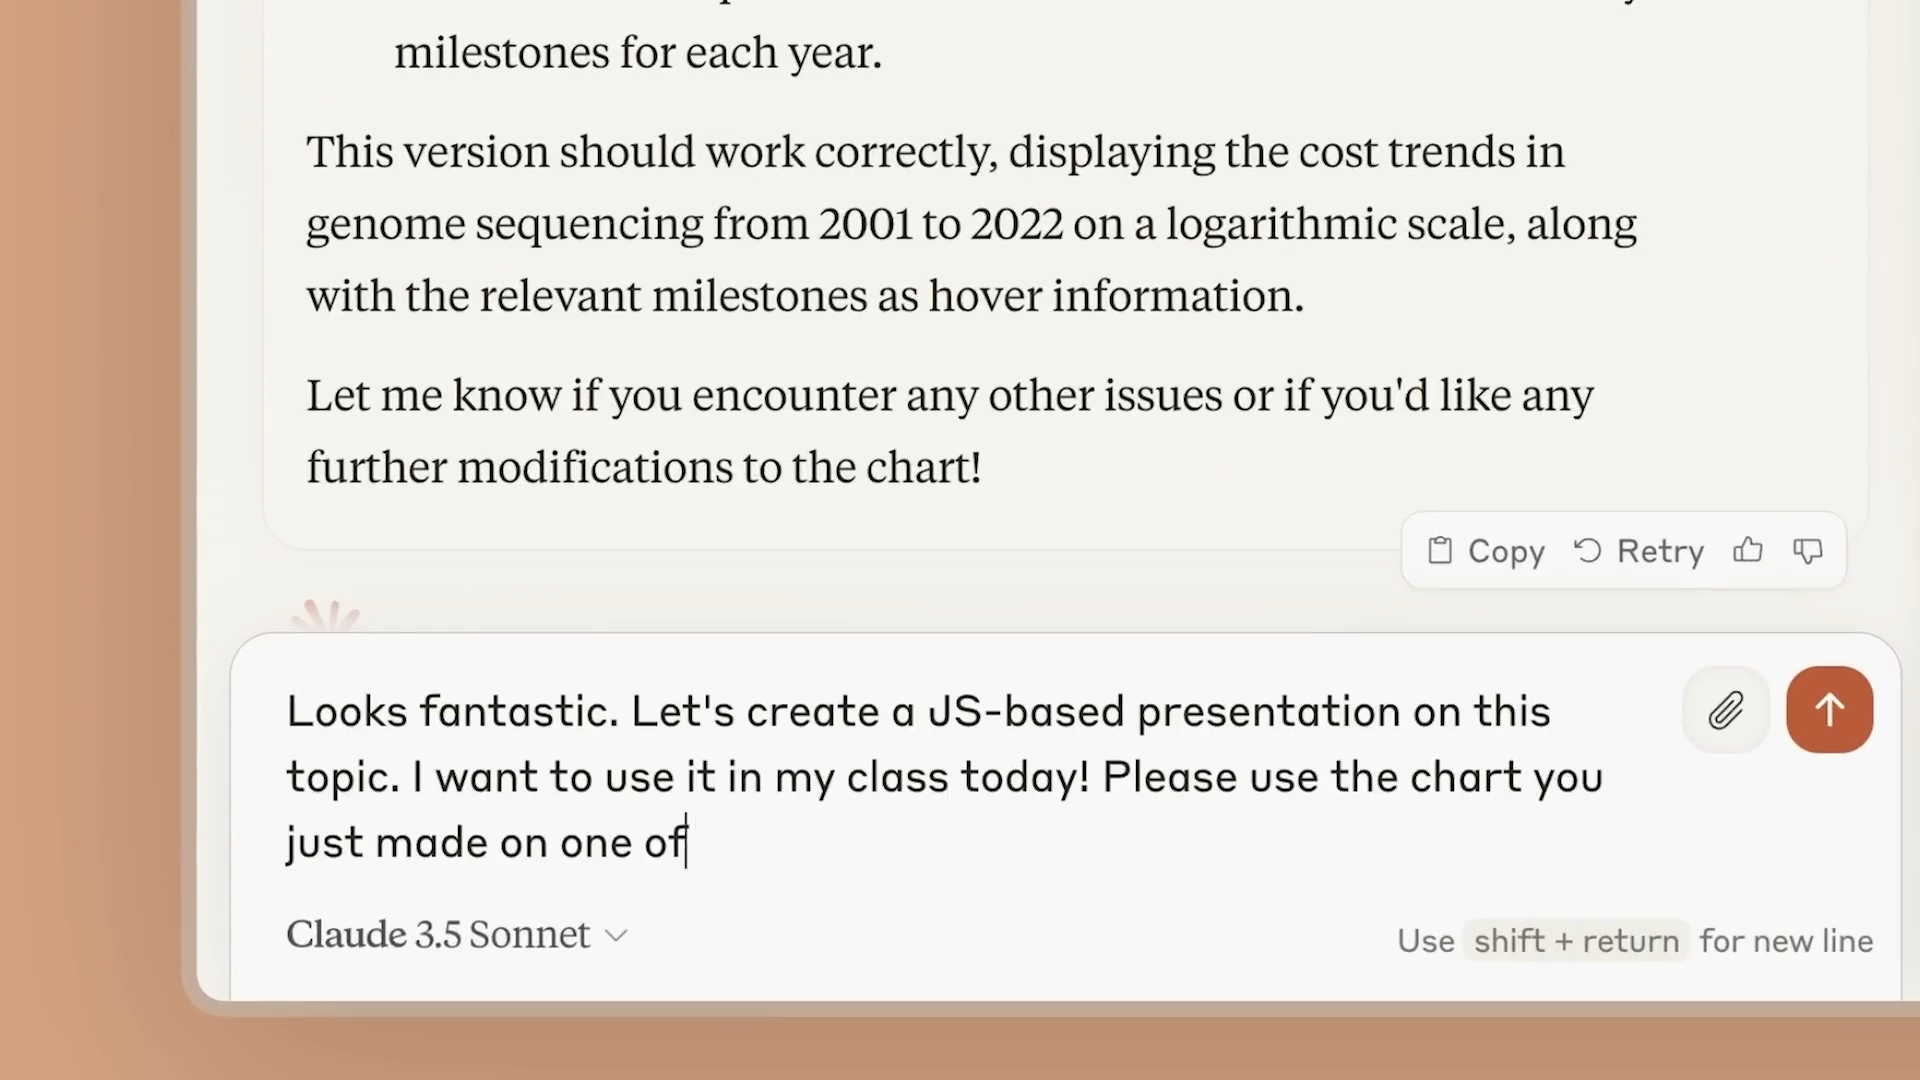 milestones for each year.
This version should work correctly, displaying the cost trends in
genome sequencing from 2001 to 2022 on a logarithmic scale, along
with the relevant milestones as hover information.
Let me know if you encounter any other issues or if you'd like any
further modifications to the chart!
Copy Retry
Looks fantastic. Let's create a JS-based presentation on this
topic. I want to use it in my class today! Please use the chart you
just made on one of
Claude 3.5 Sonnet
Use shift + return for new line